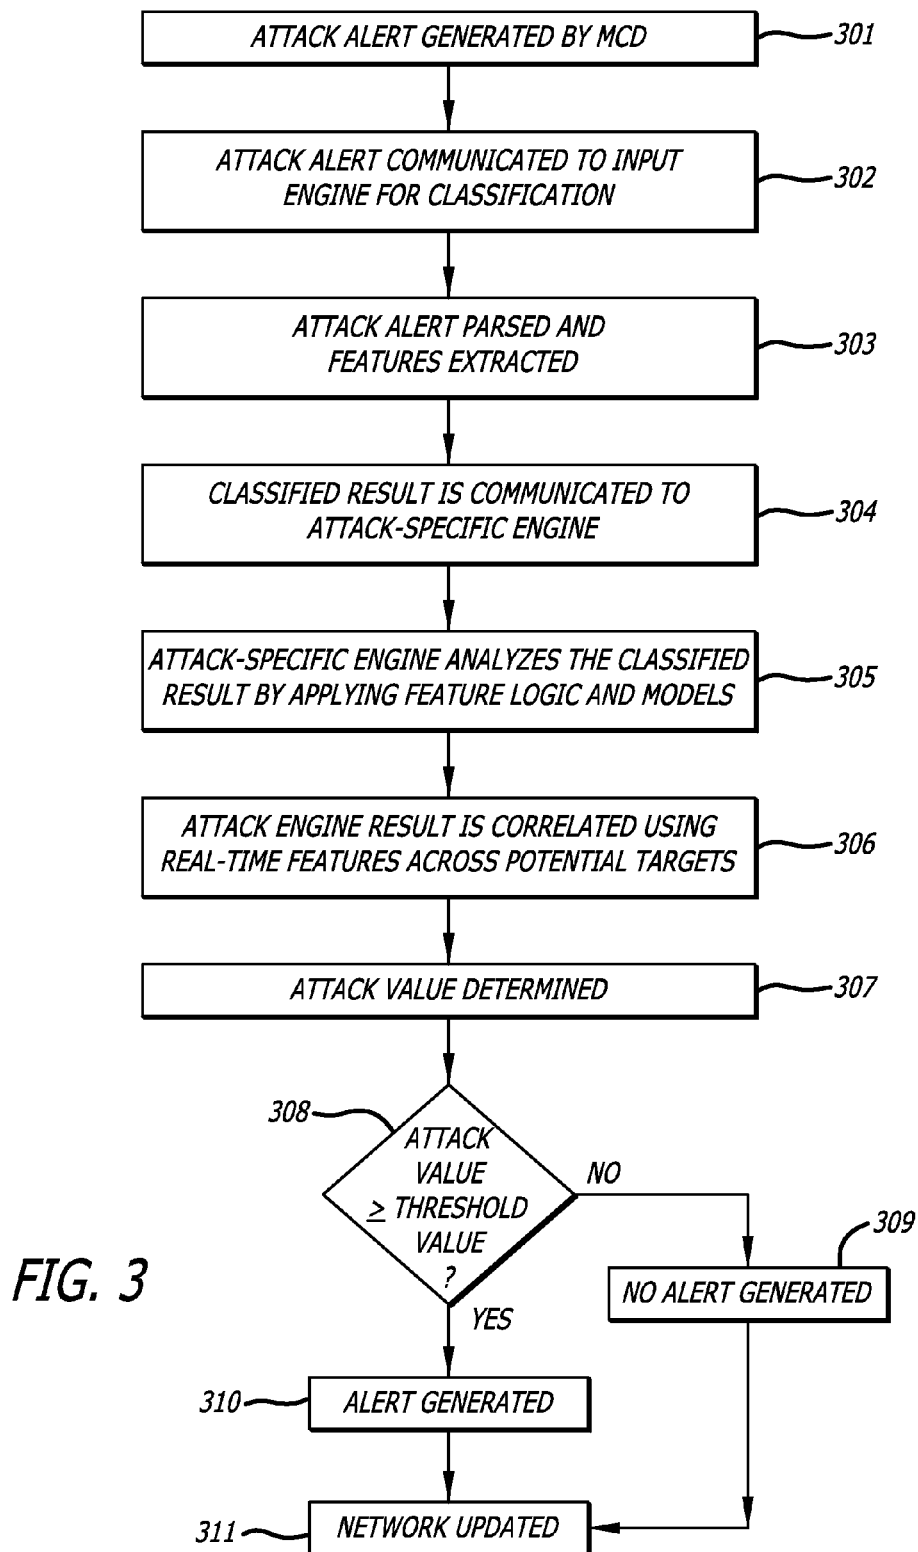 ATTACK ALERT GENERATED BY MCD
301
ATTACK ALERT COMMUNICATED TO INPUT
ENGINE FOR CLASSIFICATION
302
ATTACK ALERT PARSED AND
FEATURES EXTRACTED
303
CLASSIFIED RESULT IS COMMUNICATED TO
ATTACK-SPECIFIC ENGINE
304
ATTACK-SPECIFIC ENGINE ANALYZES THE CLASSIFIED
RESULT BY APPLYING FEATURE LOGIC AND MODELS
305
ATTACK ENGINE RESULT IS CORRELATED USING
REAL-TIME FEATURES ACROSS POTENTIAL TARGETS
306
ATTACK VALUE DETERMINED
307
308
ATTACK
VALUE
≥ THRESHOLD
VALUE
?
NO
YES
309
NO ALERT GENERATED
FIG. 3
310
ALERT GENERATED
311
NETWORK UPDATED